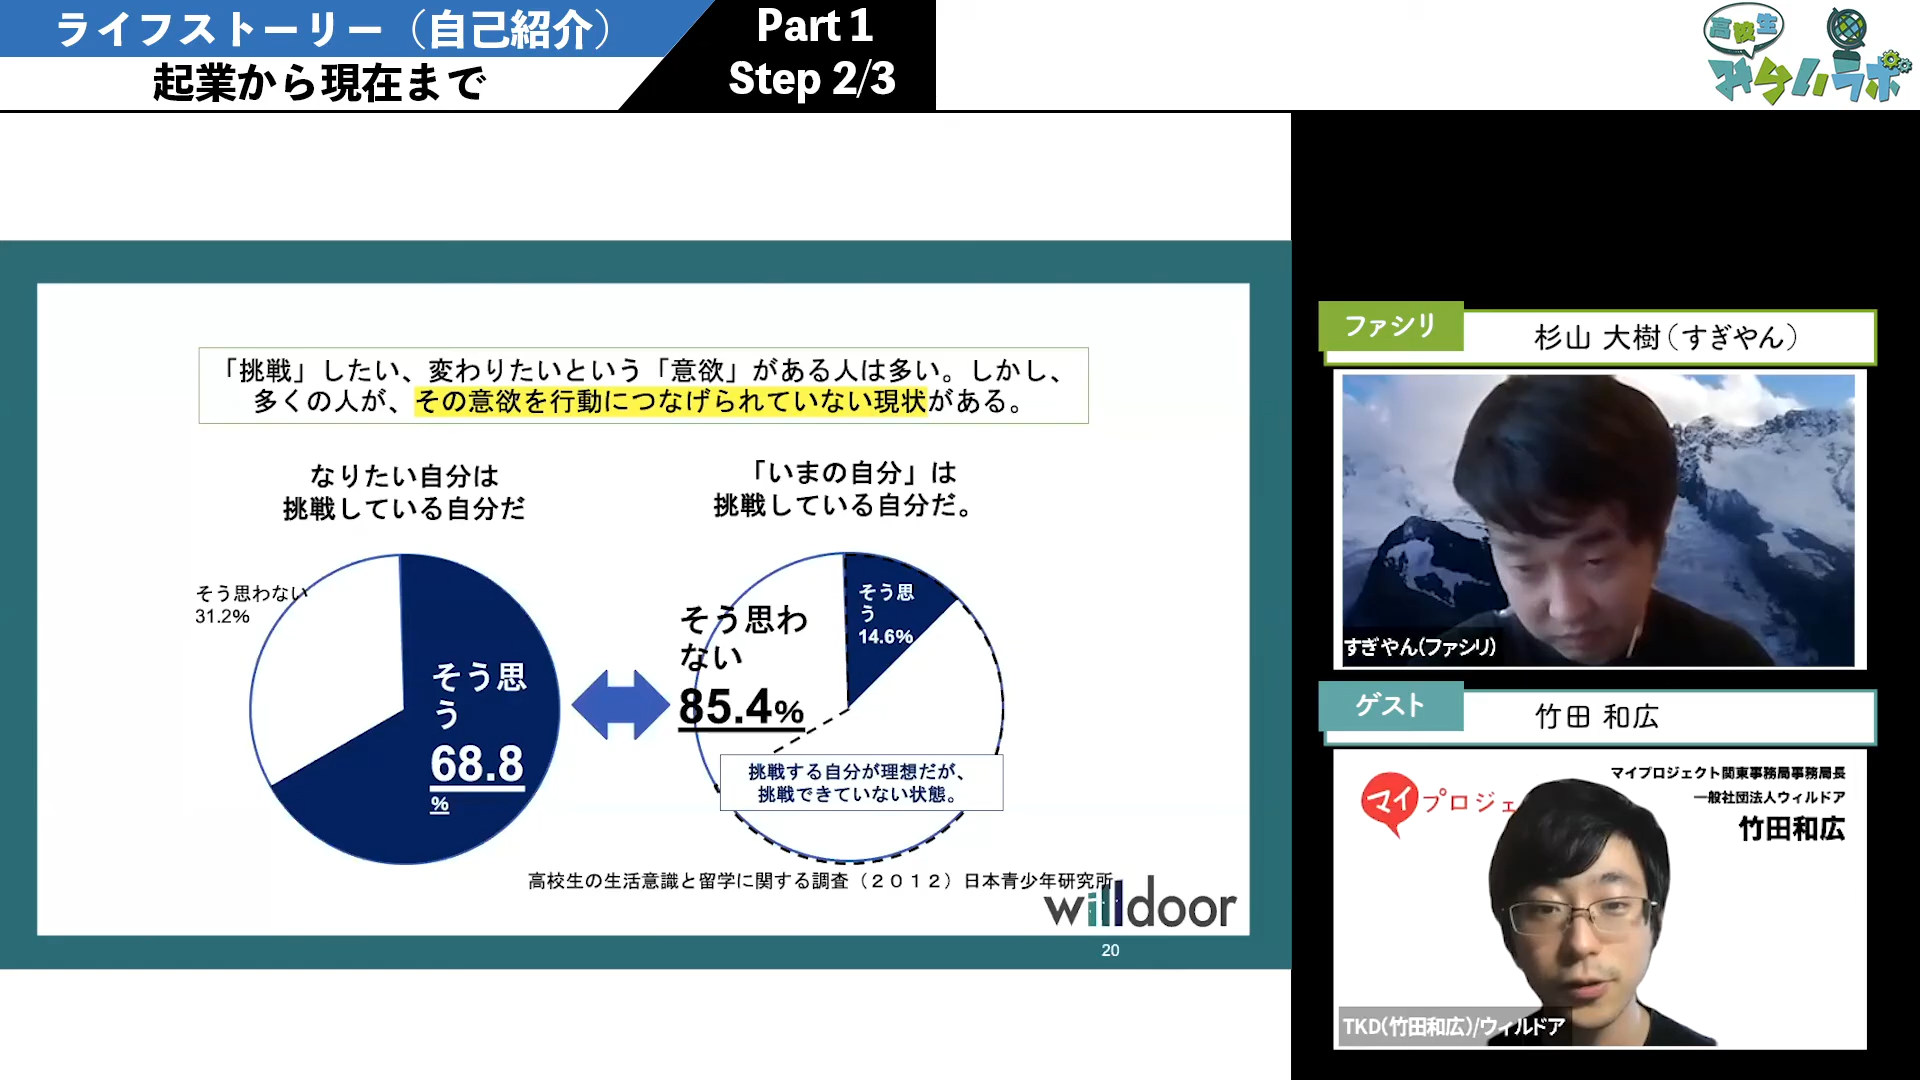 ライフストーリー（自己紹介）
起業から現在まで
Part 1
Step 2/3
高校生
みらいラボ
「挑戦」したい、変わりたいという「意欲」がある人は多い。しかし、
多くの人が、その意欲を行動につなげられていない現状がある。
なりたい自分は
挑戦している自分だ
そう思わない
31.2%
そう思
う
68.8
%
「いまの自分」は
挑戦している自分だ。
そう思わ
ない
85.4%
そう思
う
14.6%
挑戦する自分が理想だが、
挑戦できていない状態。
高校生の生活意識と留学に関する調査（２０１２）日本青少年研究所
willdoor
20
ファシリ
杉山 大樹（すぎやん）
すぎやん(ファシリ)
ゲスト
竹田 和広
マイプロジェ
マイプロジェクト関東事務局事務局長
一般社団法人ウィルドア
竹田和広
TKD(竹田和広)/ウィルドア